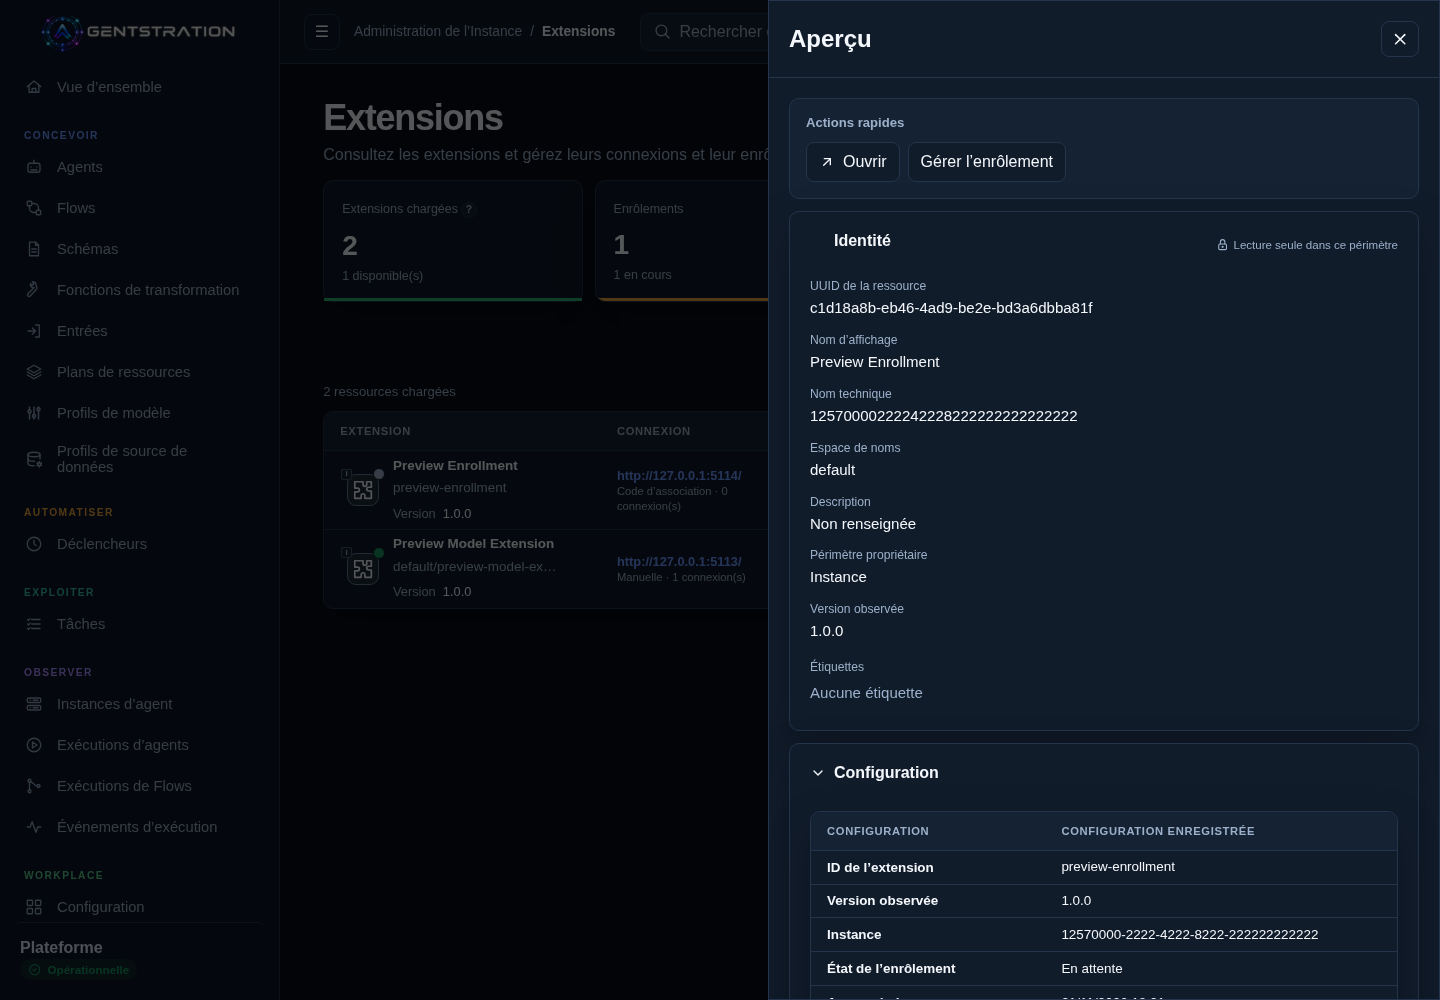 GENTSTRATION
Vue d’ensemble
CONCEVOIR
Agents
Flows
Schémas
Fonctions de transformation
Entrées
Plans de ressources
Profils de modèle
Profils de source de
données
AUTOMATISER
Déclencheurs
EXPLOITER
Tâches
OBSERVER
Instances d’agent
Exécutions d’agents
Exécutions de Flows
Événements d’exécution
WORKPLACE
Configuration
Plateforme
Opérationnelle
Administration de l’Instance / Extensions
Rechercher
Extensions
Consultez les extensions et gérez leurs connexions et leur
Extensions chargées ?
2
1 disponible(s)
Enrôlements
1
1 en cours
2 ressources chargées
EXTENSION CONNEXION
Preview Enrollment
preview-enrollment
Version 1.0.0
http://127.0.0.1:5114/
Code d’association · 0
connexion(s)
Preview Model Extension
default/preview-model-ex…
Version 1.0.0
http://127.0.0.1:5113/
Manuelle · 1 connexion(s)
Aperçu
Actions rapides
Ouvrir
Gérer l’enrôlement
Identité
Lecture seule dans ce périmètre
UUID de la ressource
c1d18a8b-eb46-4ad9-be2e-bd3a6dbba81f
Nom d’affichage
Preview Enrollment
Nom technique
12570000222242228222222222222222
Espace de noms
default
Description
Non renseignée
Périmètre propriétaire
Instance
Version observée
1.0.0
Étiquettes
Aucune étiquette
Configuration
CONFIGURATION CONFIGURATION ENREGISTRÉE
ID de l’extension preview-enrollment
Version observée 1.0.0
Instance 12570000-2222-4222-8222-222222222222
État de l’enrôlement En attente